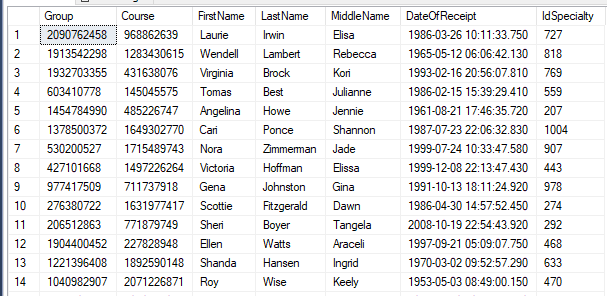 Group Course FirstName LastName MiddleName DateOfReceipt IdSpecialty
1 2090762458 968862639 Laurie Irwin Elisa 1986-03-26 10:11:33.750 727
2 1913542298 1283430615 Wendell Lambert Rebecca 1965-05-12 06:06:42.130 818
3 1932703355 431638076 Virginia Brock Kori 1993-02-16 20:56:07.810 769
4 603410778 145045575 Tomas Best Julianne 1986-02-15 15:39:29.410 559
5 1454784990 485226747 Angelina Howe Jennie 1961-08-21 17:46:35.720 207
6 1378500372 1649302770 Cari Ponce Shannon 1987-07-23 22:06:32.830 1004
7 530200527 1715489743 Nora Zimmerman Jade 1999-07-24 10:33:47.580 907
8 427101668 1497226264 Victoria Hoffman Elissa 1999-12-08 22:13:47.430 443
9 977417509 711737918 Gena Johnston Gina 1991-10-13 18:11:24.920 978
10 276380722 1631977417 Scottie Fitzgerald Dawn 1986-04-30 14:57:52.450 274
11 206512863 771879749 Sheri Boyer Tangela 2008-10-19 22:54:43.920 292
12 1904400452 227828948 Ellen Watts Araceli 1997-09-21 05:09:07.750 468
13 1221396408 1892590148 Shanda Hansen Ingrid 1970-03-02 09:52:57.290 633
14 1040982907 2071226871 Roy Wise Keely 1953-05-03 08:49:00.150 470